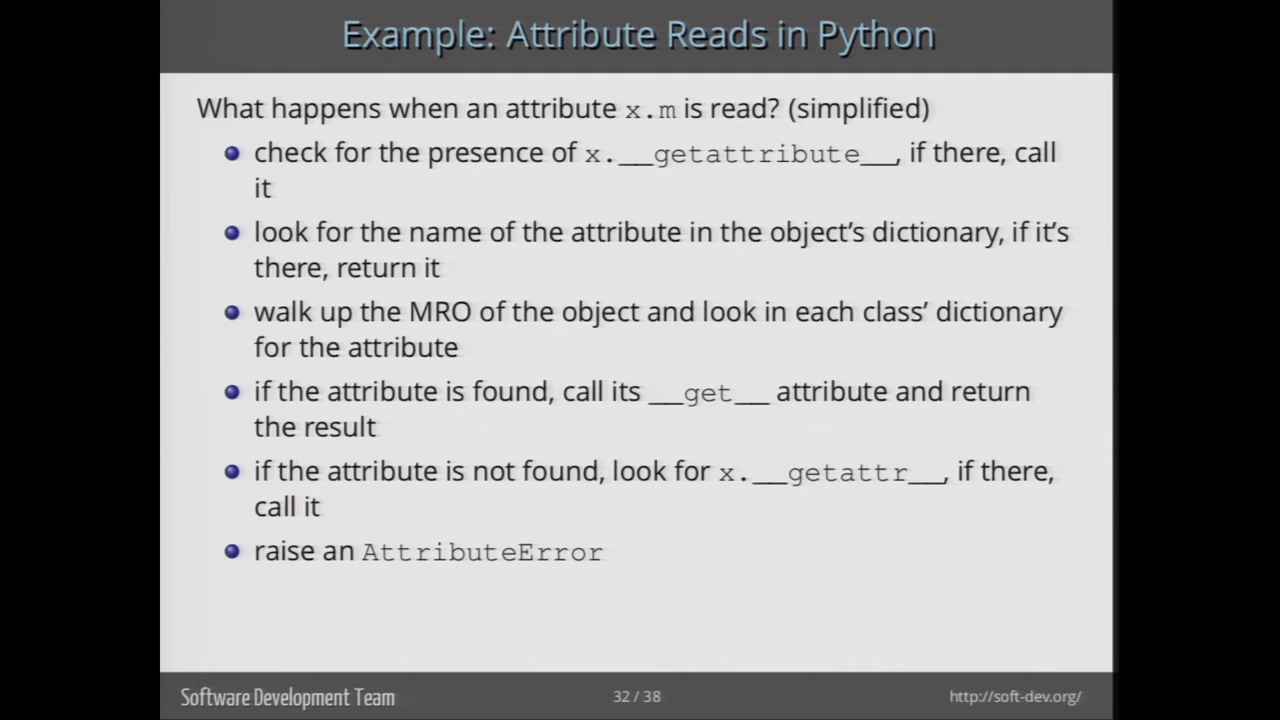 Example: Attribute Reads in Python
What happens when an attribute x.m is read? (simplified)
check for the presence of x.__getattribute__, if there, call
it
look for the name of the attribute in the object's dictionary, if it's
there, return it
walk up the MRO of the object and look in each class' dictionary
for the attribute
if the attribute is found, call its __get__ attribute and return
the result
if the attribute is not found, look for x.__getattr__, if there,
call it
raise an AttributeError
Software Development Team
32 / 38
http://soft-dev.org/